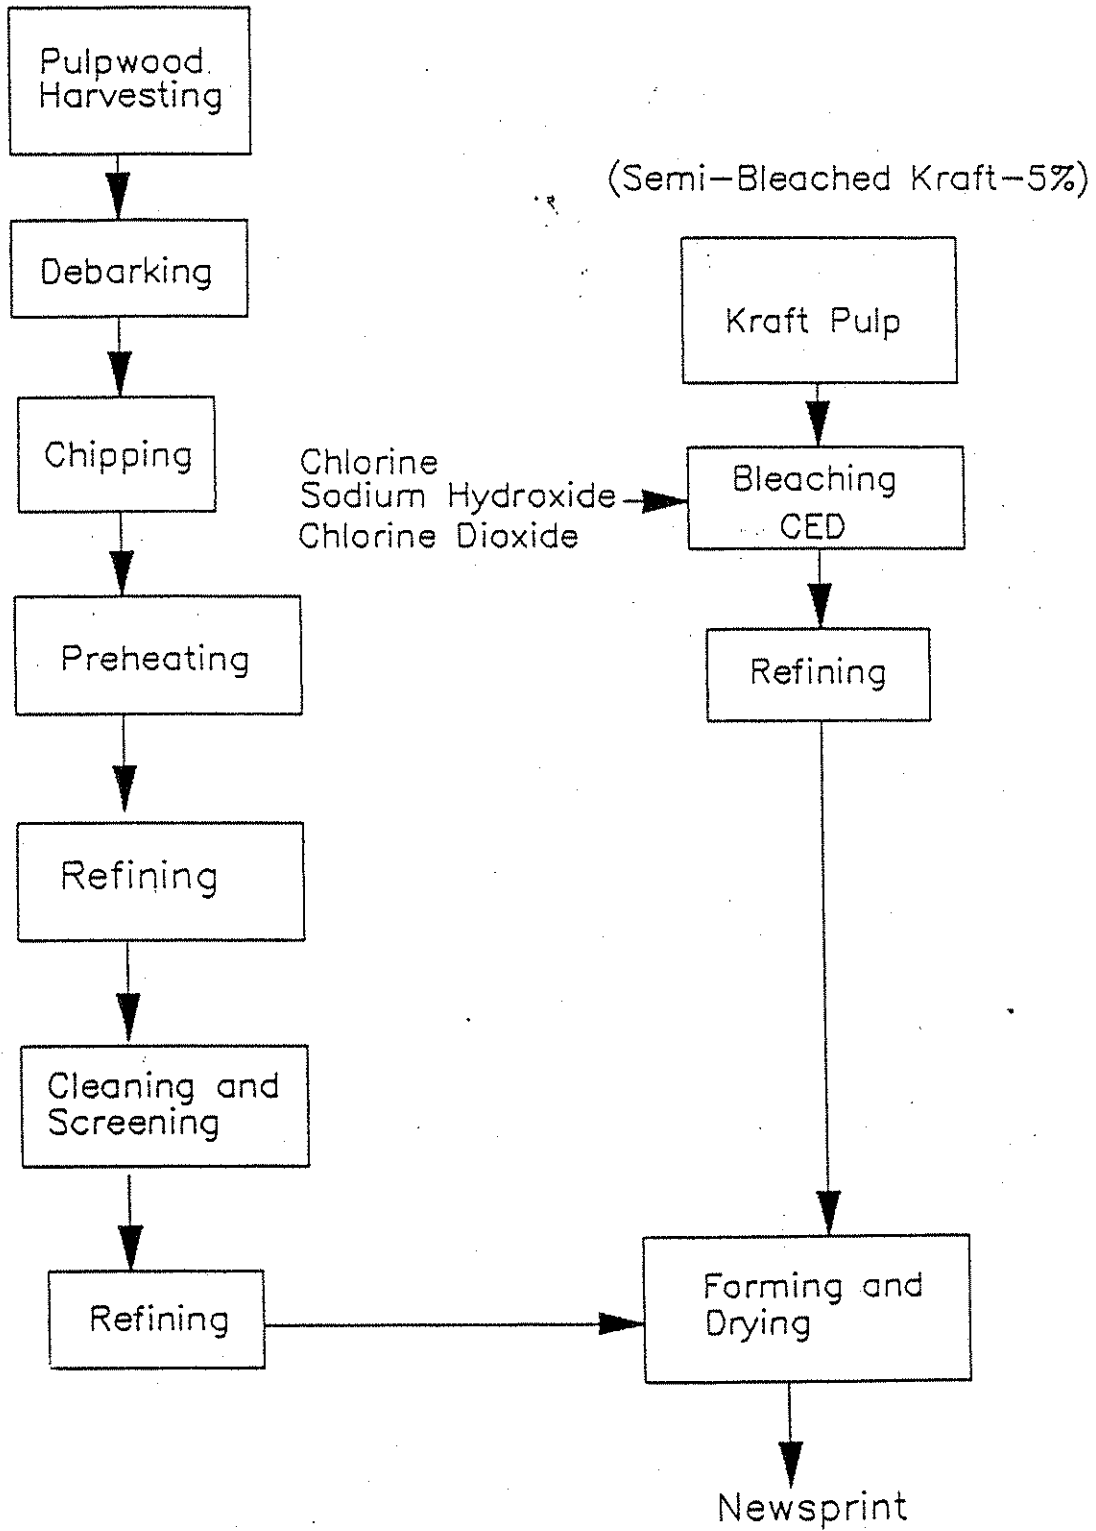 Pulpwood
Harvesting
Debarking
Chipping
Preheating
Refining
Cleaning and
Screening
Refining
(Semi-Bleached Kraft-5%)
Kraft Pulp
Chlorine
Sodium Hydroxide
Chlorine Dioxide
Bleaching
CED
Refining
Forming and
Drying
Newsprint